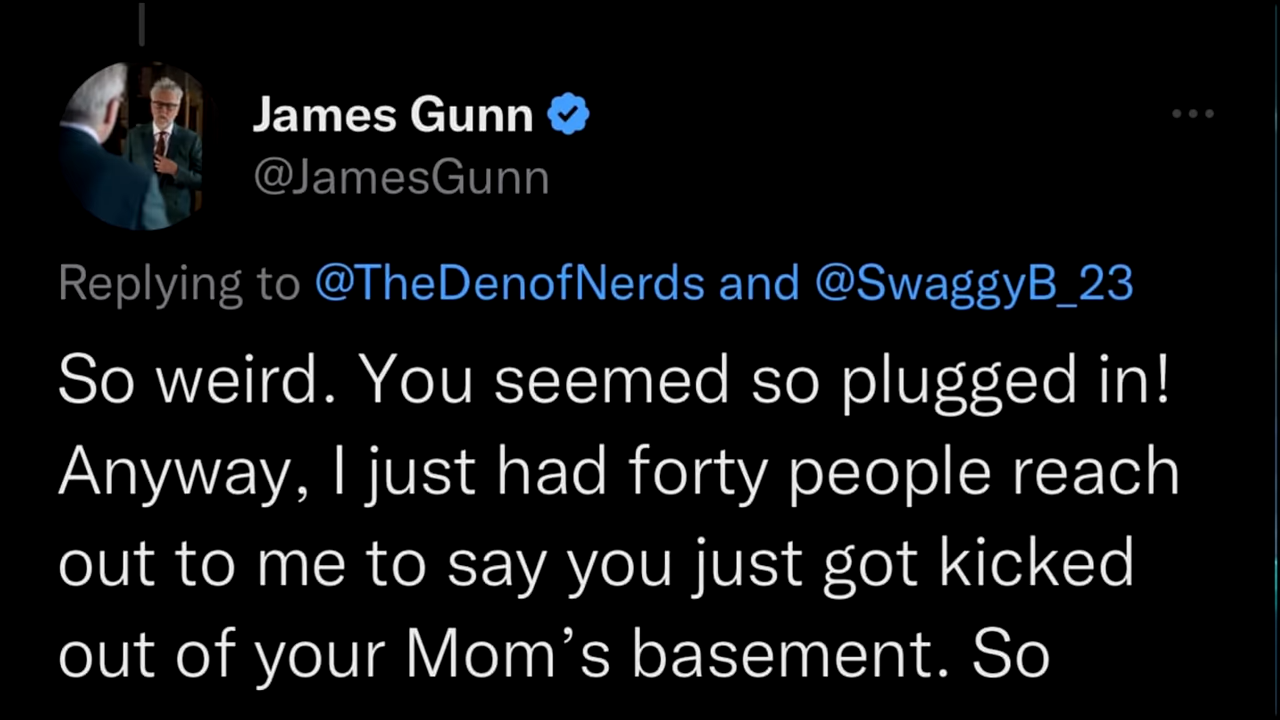 James Gunn
@JamesGunn
Replying to @TheDenofNerds and @SwaggyB_23
So weird. You seemed so plugged in!
Anyway, I just had forty people reach
out to me to say you just got kicked
out of your Mom’s basement. So